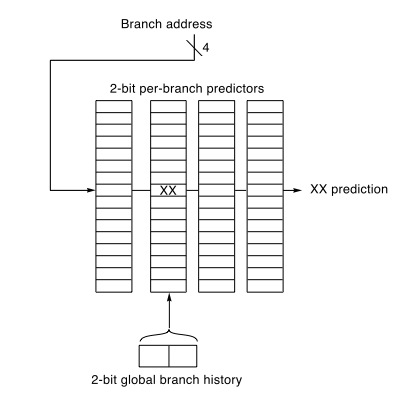 Branch address
4
2-bit per-branch predictors
XX
XX prediction
2-bit global branch history